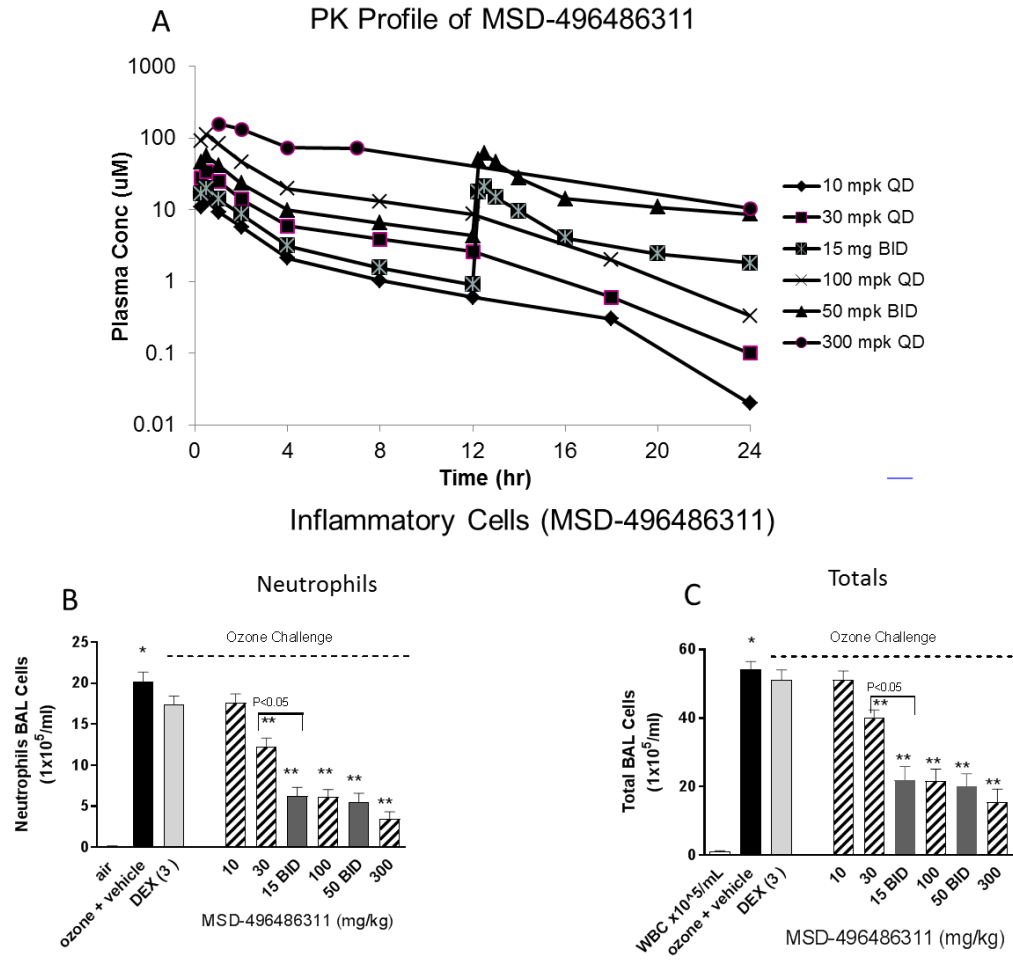 A
PK Profile of MSD-496486311
1000
100
10
1
0.1
0.01
Plasma Conc (uM)
0
4
8
12
16
20
24
Time (hr)
10 mpk QD
30 mpk QD
15 mg BID
100 mpk QD
50 mpk BID
300 mpk QD
Inflammatory Cells (MSD-496486311)
B
Neutrophils
Ozone Challenge
25
20
15
10
5
0
Neutrophils BAL Cells
(1x10^5/ml)
*
P<0.05
**
**
**
**
**
air
ozone + vehicle
DEX (3 )
10
30
15 BID
100
50 BID
300
MSD-496486311 (mg/kg)
C
Totals
Ozone Challenge
60
40
20
0
Total BAL Cells
(1x10^5/ml)
*
P<0.05
**
**
**
**
**
WBC x10^5/mL
ozone + vehicle
DEX (3 )
10
30
15 BID
100
50 BID
300
MSD-496486311 (mg/kg)